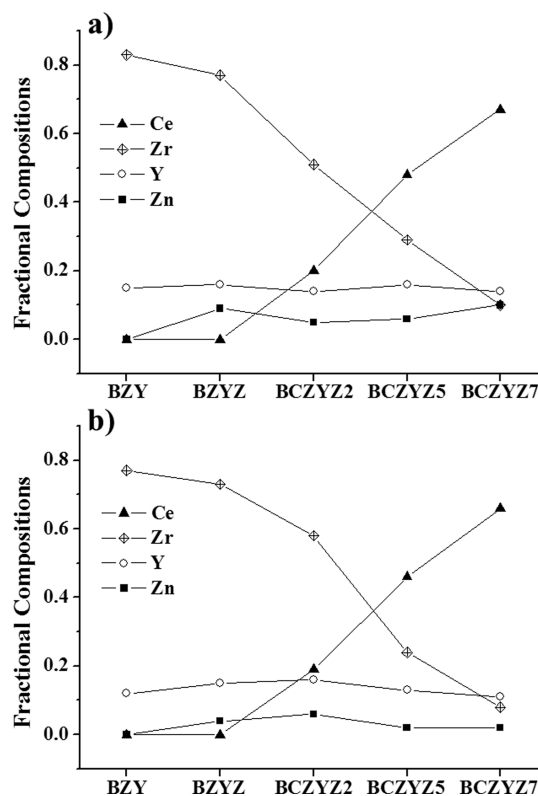 a)
Fractional Compositions
0.8
0.6
0.4
0.2
0.0
Ce
Zr
Y
Zn
BZY BZYZ BCZYZ2 BCZYZ5 BCZYZ7
b)
Fractional Compositions
0.8
0.6
0.4
0.2
0.0
Ce
Zr
Y
Zn
BZY BZYZ BCZYZ2 BCZYZ5 BCZYZ7